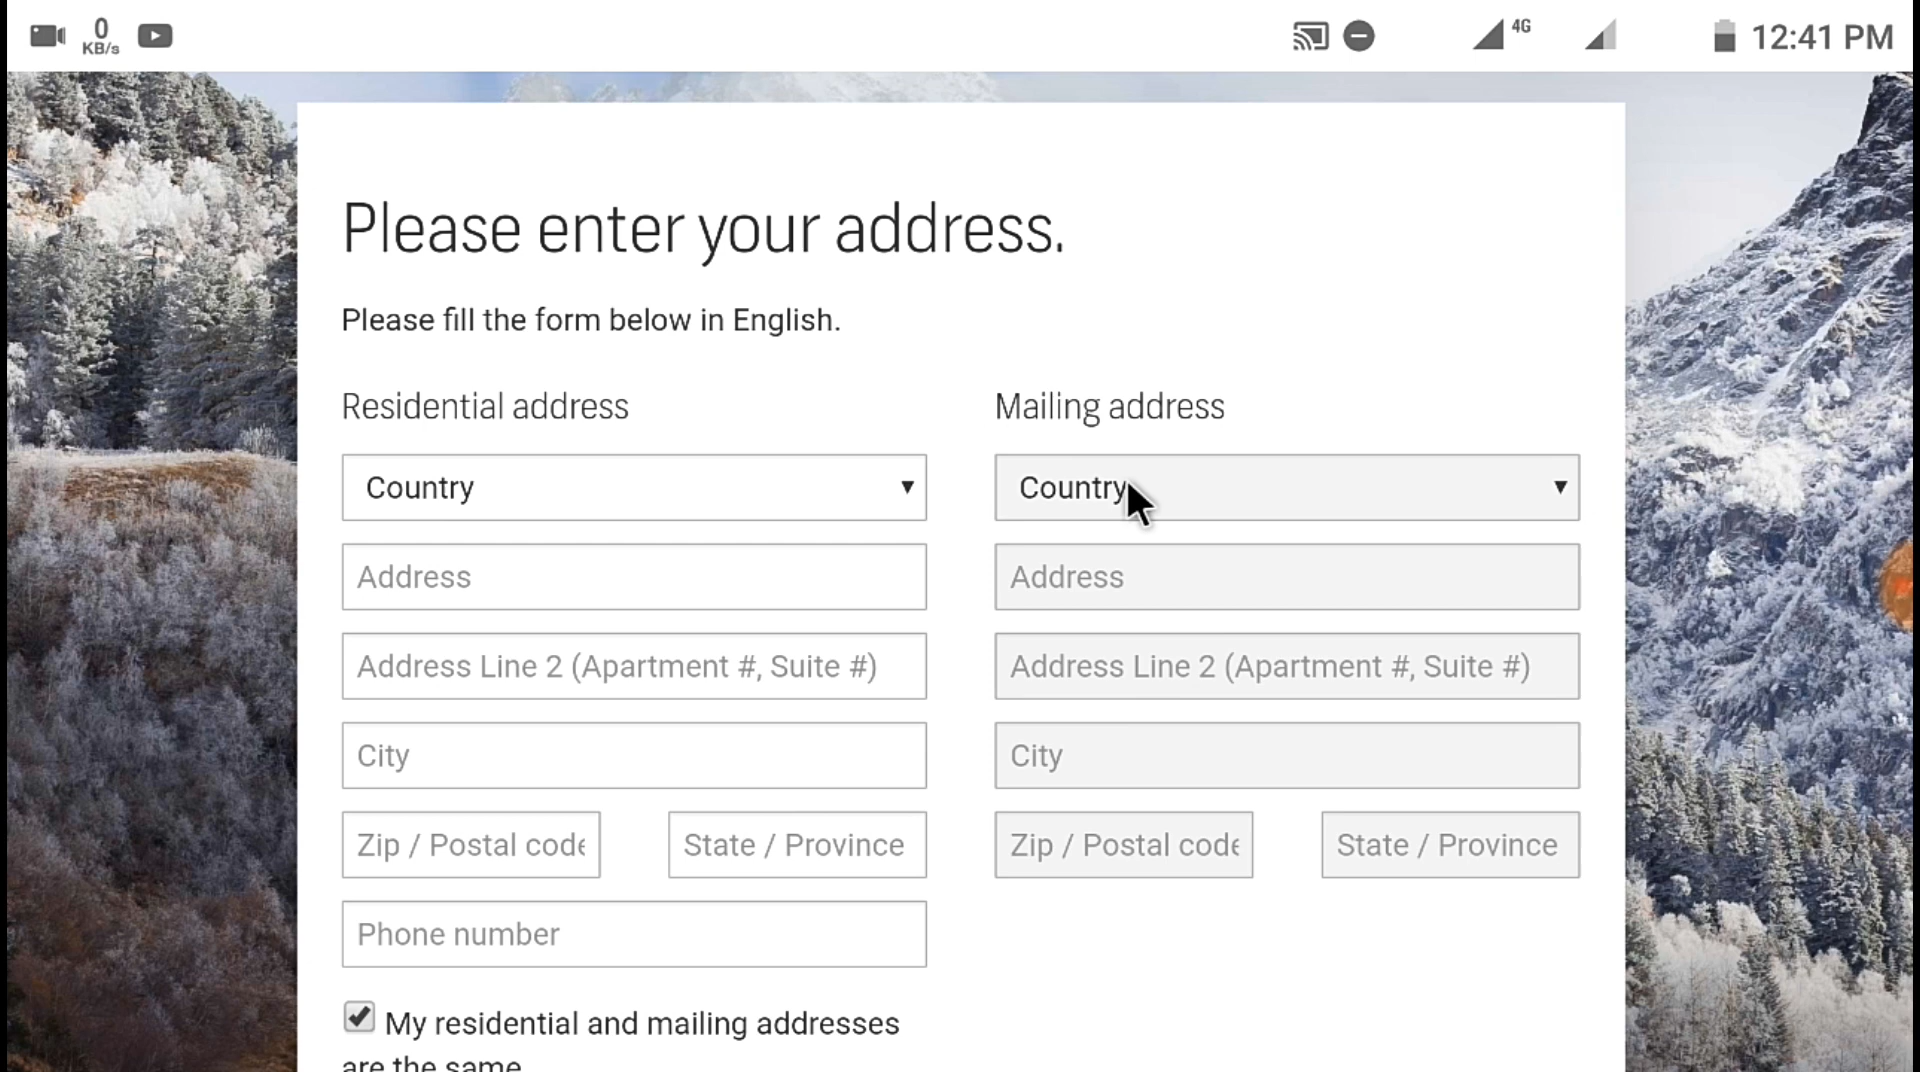 0
KB/s
4G
12:41 PM
Please enter your address.
Please fill the form below in English.
Residential address
Mailing address
Country
Country
Address
Address
Address Line 2 (Apartment #, Suite #)
Address Line 2 (Apartment #, Suite #)
City
City
Zip / Postal code
State / Province
Zip / Postal code
State / Province
Phone number
My residential and mailing addresses
are the same